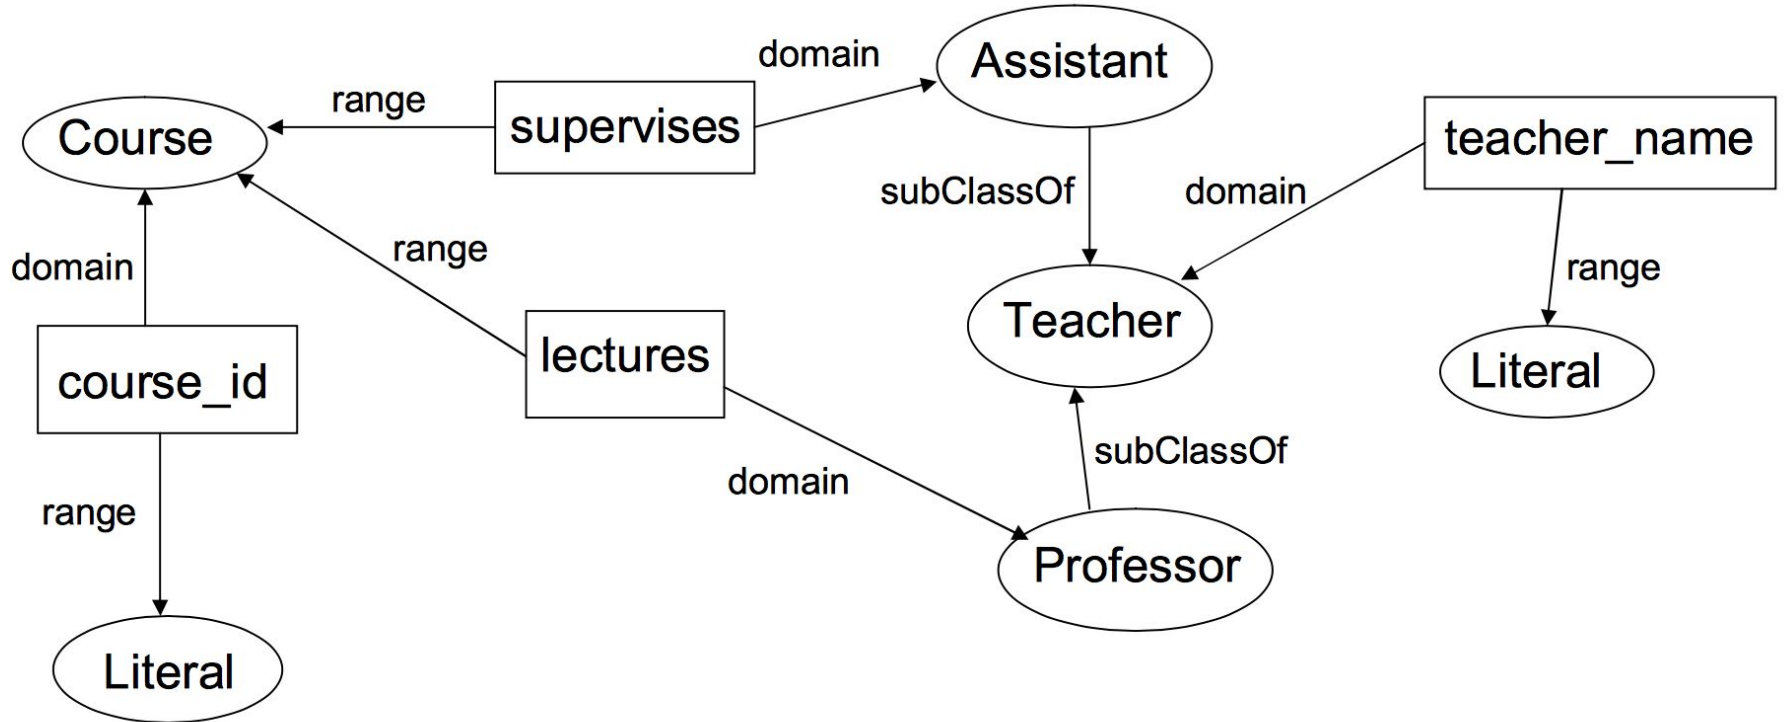 Assistant
domain
range
supervises
Course
teacher_name
subClassOf
domain
range
domain
range
Teacher
lectures
course_id
Literal
subClassOf
domain
range
Professor
Literal